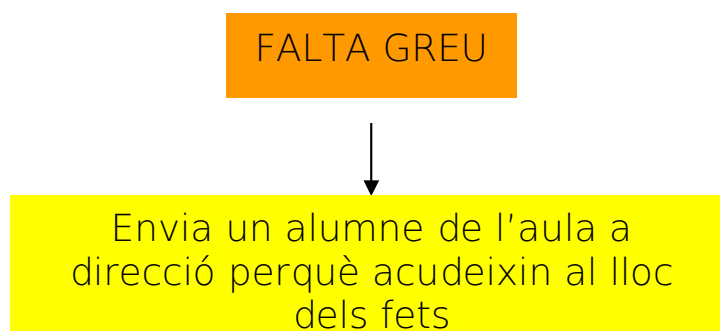 FALTA GREU
Envia un alumne de l’aula a
direcció perquè acudeixin al lloc
dels fets